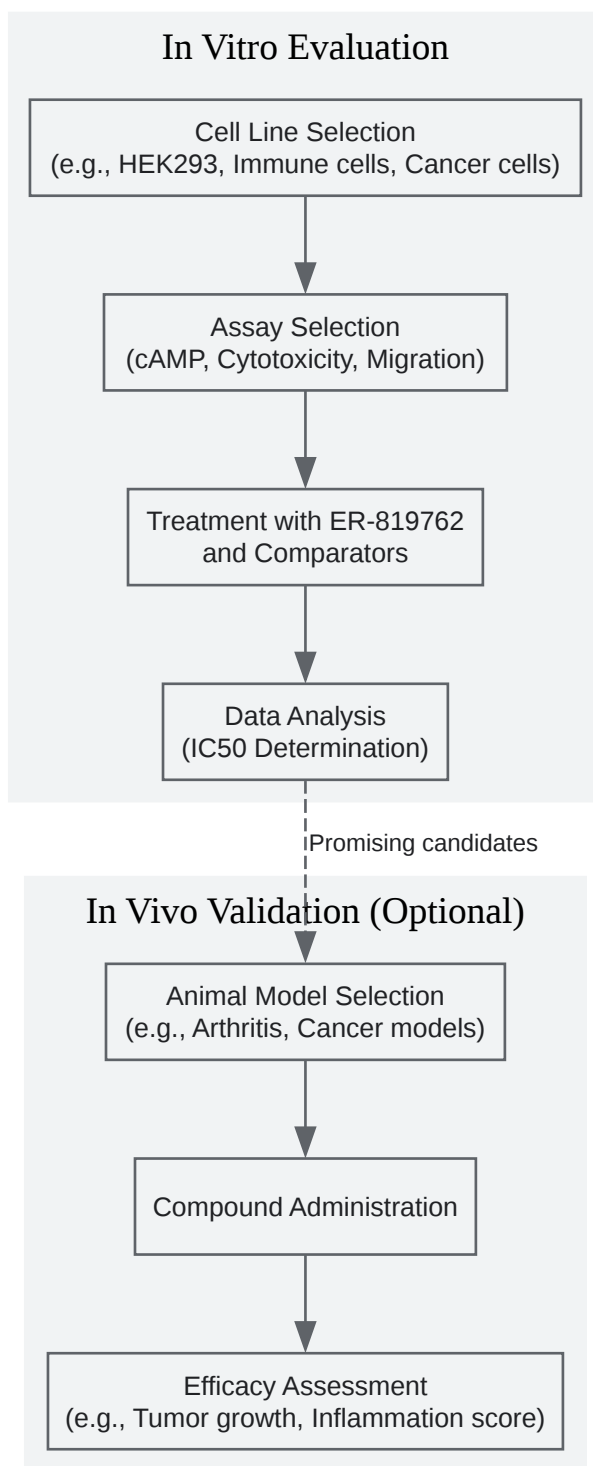 In Vitro Evaluation
Cell Line Selection
(e.g., HEK293, Immune cells, Cancer cells)
Assay Selection
(cAMP, Cytotoxicity, Migration)
Treatment with ER-819762
and Comparators
Data Analysis
(IC50 Determination)
Promising candidates
In Vivo Validation (Optional)
Animal Model Selection
(e.g., Arthritis, Cancer models)
Compound Administration
Efficacy Assessment
(e.g., Tumor growth, Inflammation score)